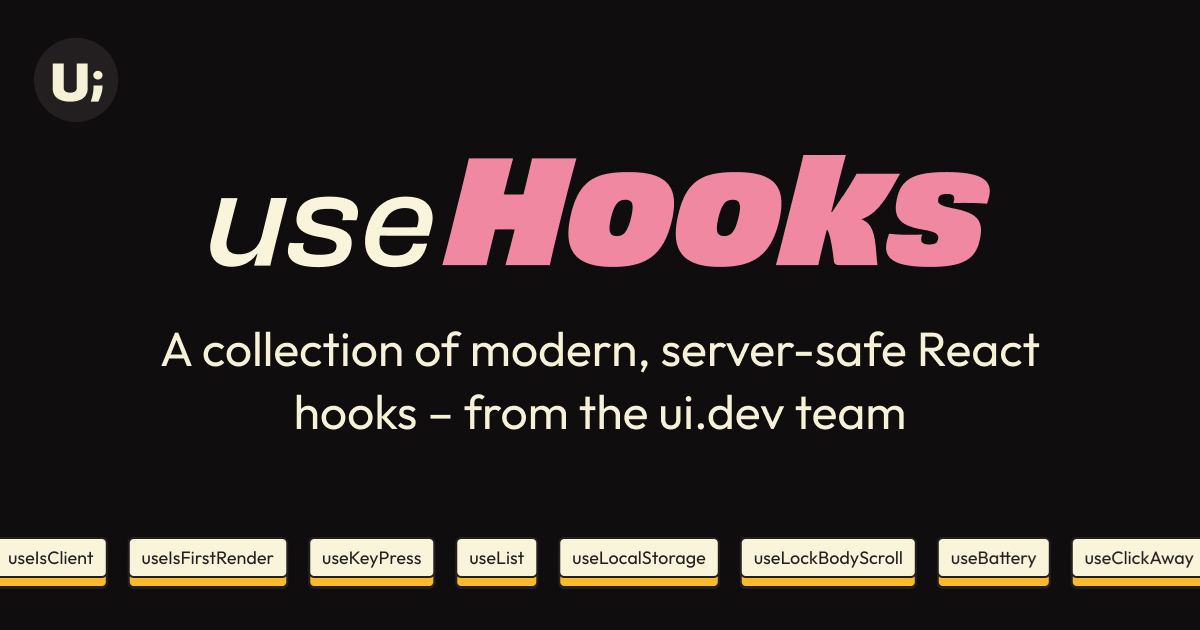 U;
useHooks
A collection of modern, server-safe React
hooks – from the ui.dev team
useIsClient useIsFirstRender useKeyPress useList useLocalStorage useLockBodyScroll useBattery useClickAway